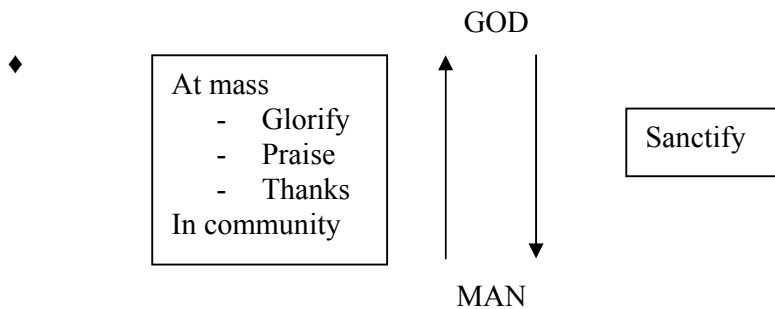 GOD
♦
At mass
- Glorify
- Praise
- Thanks
In community
Sanctify
MAN